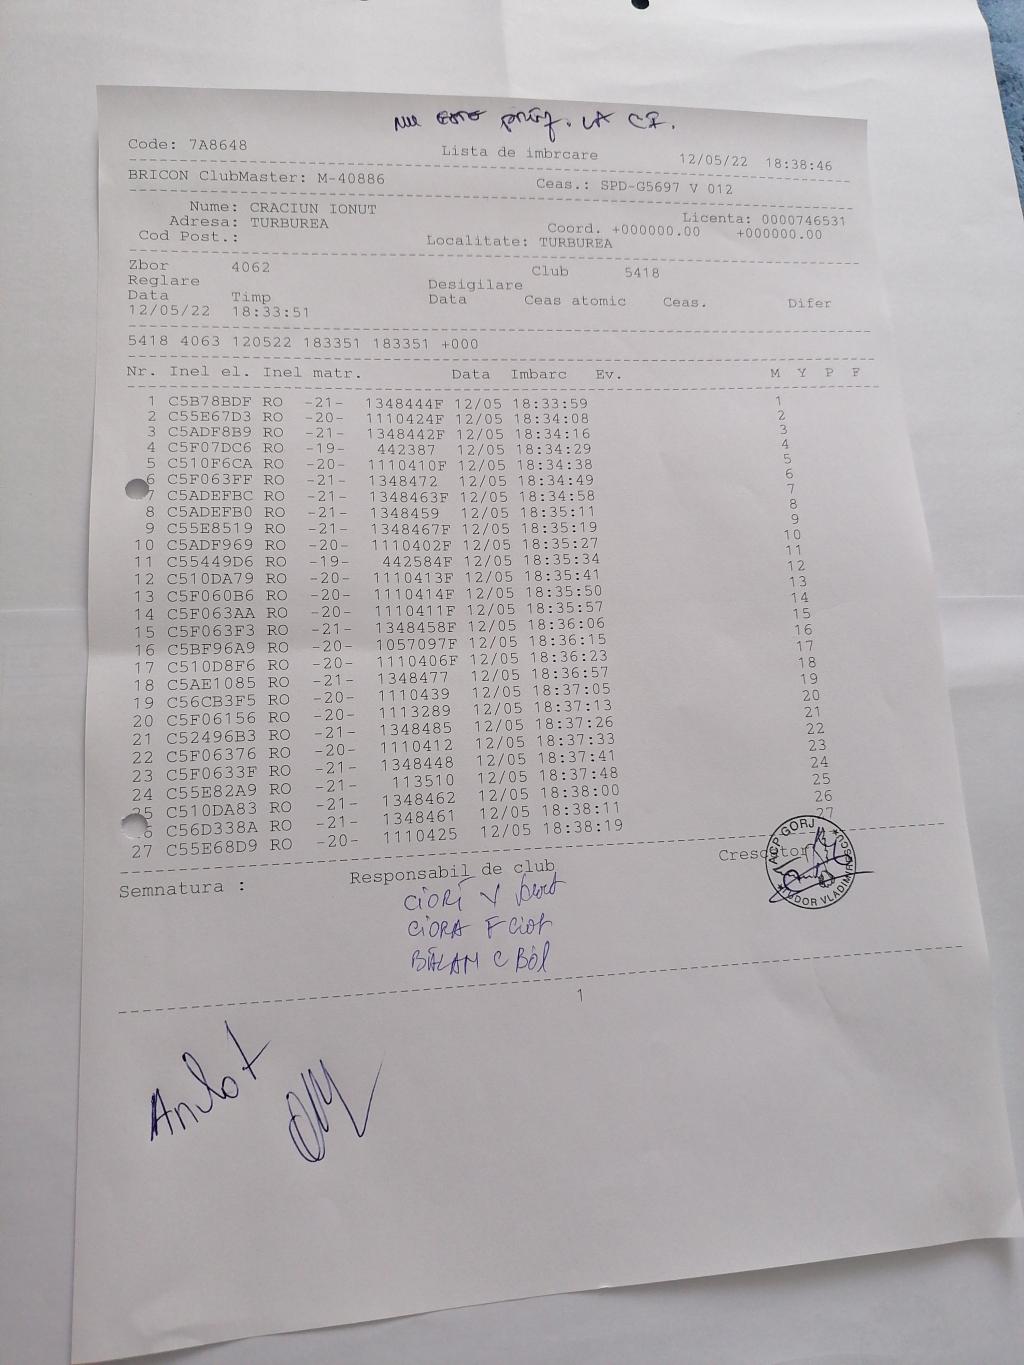 nu este prif. la CI.
Code: 7A8648 Lista de imbrcare 12/05/22 18:38:46
BRICON ClubMaster: M-40886 Ceas.: SPD-G5697 V 012
Nume: CRACIUN IONUT Licenta: 0000746531
Adresa: TURBUREA Coord. +000000.00 +000000.00
Cod Post.: Localitate: TURBUREA
Zbor 4062 Club 5418
Reglare Desigilare
Data Timp Data Ceas atomic Ceas. Difer
12/05/22 18:33:51
5418 4063 120522 183351 183351 +000
Nr. Inel el. Inel matr. Data Imbarc Ev. M Y P F
1 C5B78BDF RO -21- 1348444F 12/05 18:33:59 1
2 C55E67D3 RO -20- 1110424F 12/05 18:34:08 2
3 C5ADF8B9 RO -21- 1348442F 12/05 18:34:16 3
4 C5F07DC6 RO -19- 442387 12/05 18:34:29 4
5 C510F6CA RO -20- 1110410F 12/05 18:34:38 5
6 C5F063FF RO -21- 1348472 12/05 18:34:49 6
7 C5ADEFBC RO -21- 1348463F 12/05 18:34:58 7
8 C5ADEFB0 RO -21- 1348459 12/05 18:35:11 8
9 C55E8519 RO -21- 1348467F 12/05 18:35:19 9
10 C5ADF969 RO -20- 1110402F 12/05 18:35:27 10
11 C55449D6 RO -19- 442584F 12/05 18:35:34 11
12 C510DA79 RO -20- 1110413F 12/05 18:35:41 12
13 C5F060B6 RO -20- 1110414F 12/05 18:35:50 13
14 C5F063AA RO -20- 1110411F 12/05 18:35:57 14
15 C5F063F3 RO -21- 1348458F 12/05 18:36:06 15
16 C5BF96A9 RO -20- 1057097F 12/05 18:36:15 16
17 C510D8F6 RO -20- 1110406F 12/05 18:36:23 17
18 C5AE1085 RO -21- 1348477 12/05 18:36:57 18
19 C56CB3F5 RO -20- 1110439 12/05 18:37:05 19
20 C5F06156 RO -20- 1113289 12/05 18:37:13 20
21 C52496B3 RO -21- 1348485 12/05 18:37:26 21
22 C5F06376 RO -20- 1110412 12/05 18:37:33 22
23 C5F0633F RO -21- 1348448 12/05 18:37:41 23
24 C55E82A9 RO -21- 113510 12/05 18:37:48 24
25 C510DA83 RO -21- 1348462 12/05 18:38:00 25
6 C56D338A RO -21- 1348461 12/05 18:38:11 26
27 C55E68D9 RO -20- 1110425 12/05 18:38:19 27
Semnatura : Responsabil de club Crescator
ACP GORJ
TUDOR VLADIMIRESCU
CIORI V
CIORA F
BĂLAM C
1